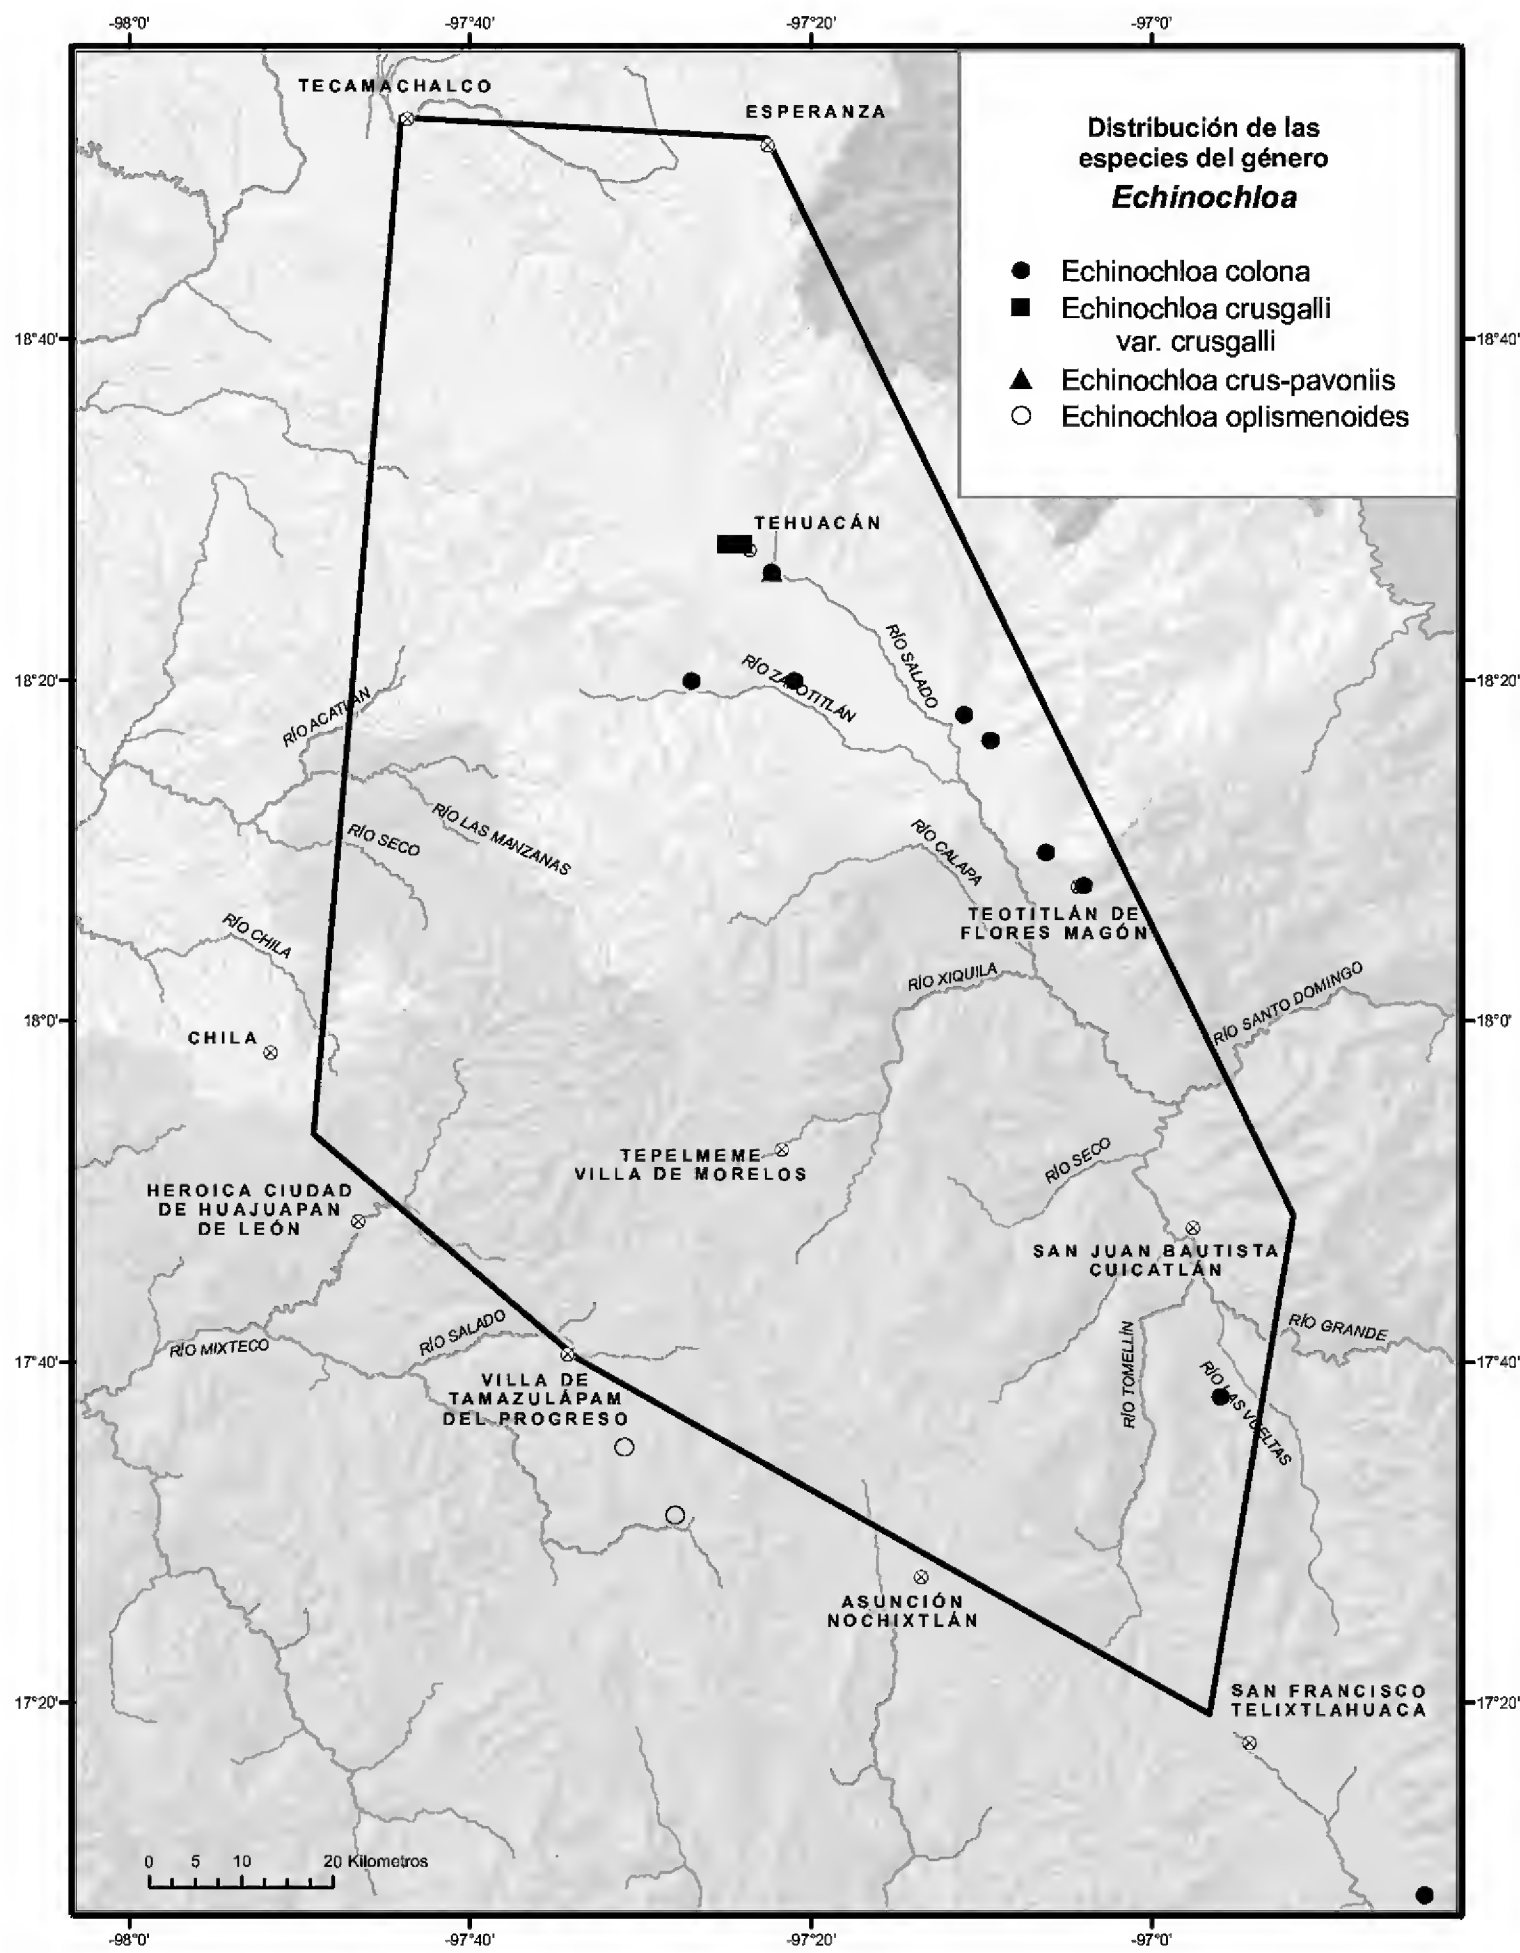 -98°0'
-97°40'
-97°20'
-97°0'
TECAMACHALCO
ESPERANZA
Distribución de las
especies del género
Echinochloa
Echinochloa colona
Echinochloa crusgalli
var. crusgalli
Echinochloa crus-pavoniis
Echinochloa oplismenoides
18°40'
18°40'
TEHUACÁN
RÍO SALADO
RÍO ZAPOTITLÁN
18°20'
18°20'
RÍO ACATLÁN
RÍO LAS MANZANAS
RÍO SECO
RÍO CALAPA
TEOTITLÁN DE
FLORES MAGÓN
RÍO CHILA
RÍO XIQUILA
RÍO SANTO DOMINGO
18°0'
18°0'
CHILA
TEPELMEME
VILLA DE MORELOS
RÍO SECO
HEROICA CIUDAD
DE HUAJUAPAN
DE LEÓN
SAN JUAN BAUTISTA
CUICATLÁN
RÍO MIXTECO
RÍO SALADO
RÍO GRANDE
17°40'
17°40'
VILLA DE
TAMAZULÁPAM
DEL PROGRESO
RÍO TOMELLÍN
RÍO LAS VUELTAS
ASUNCIÓN
NOCHIXTLÁN
17°20'
17°20'
SAN FRANCISCO
TELIXTLAHUACA
0 5 10 20 Kilometros
-98°0'
-97°40'
-97°20'
-97°0'